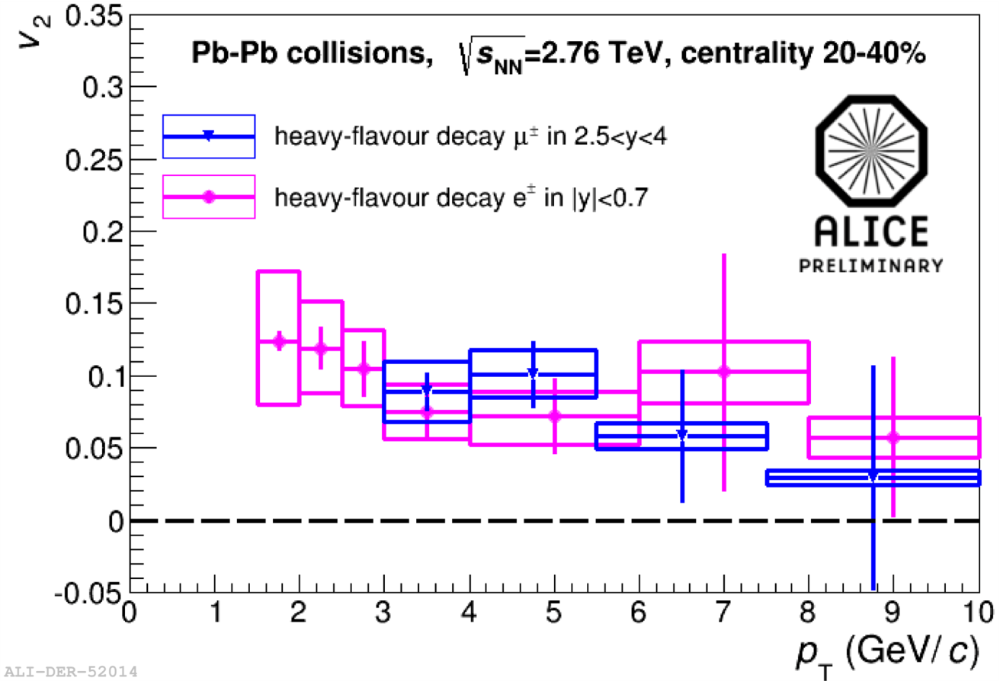 v₂
0.35
0.3
0.25
0.2
0.15
0.1
0.05
0
-0.05
Pb-Pb collisions, √sNN=2.76 TeV, centrality 20-40%
heavy-flavour decay μ± in 2.5<y<4
heavy-flavour decay e± in |y|<0.7
ALICE
PRELIMINARY
0 1 2 3 4 5 6 7 8 9 10
pT (GeV/c)
ALI-DER-52014